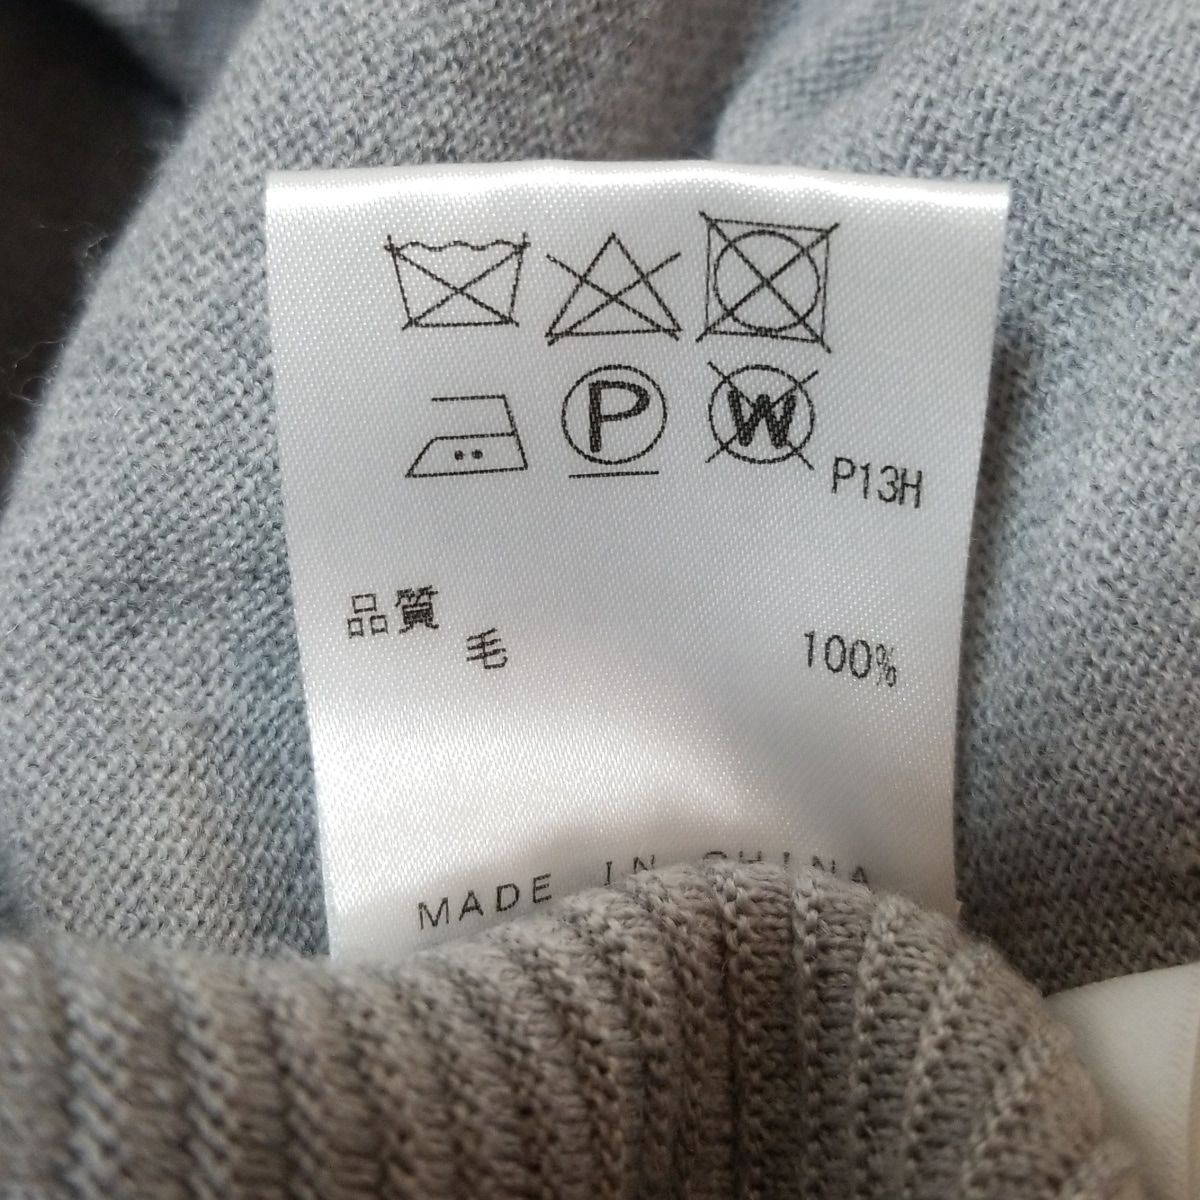 P W P13H
品質
毛 100%
MADE IN CHINA